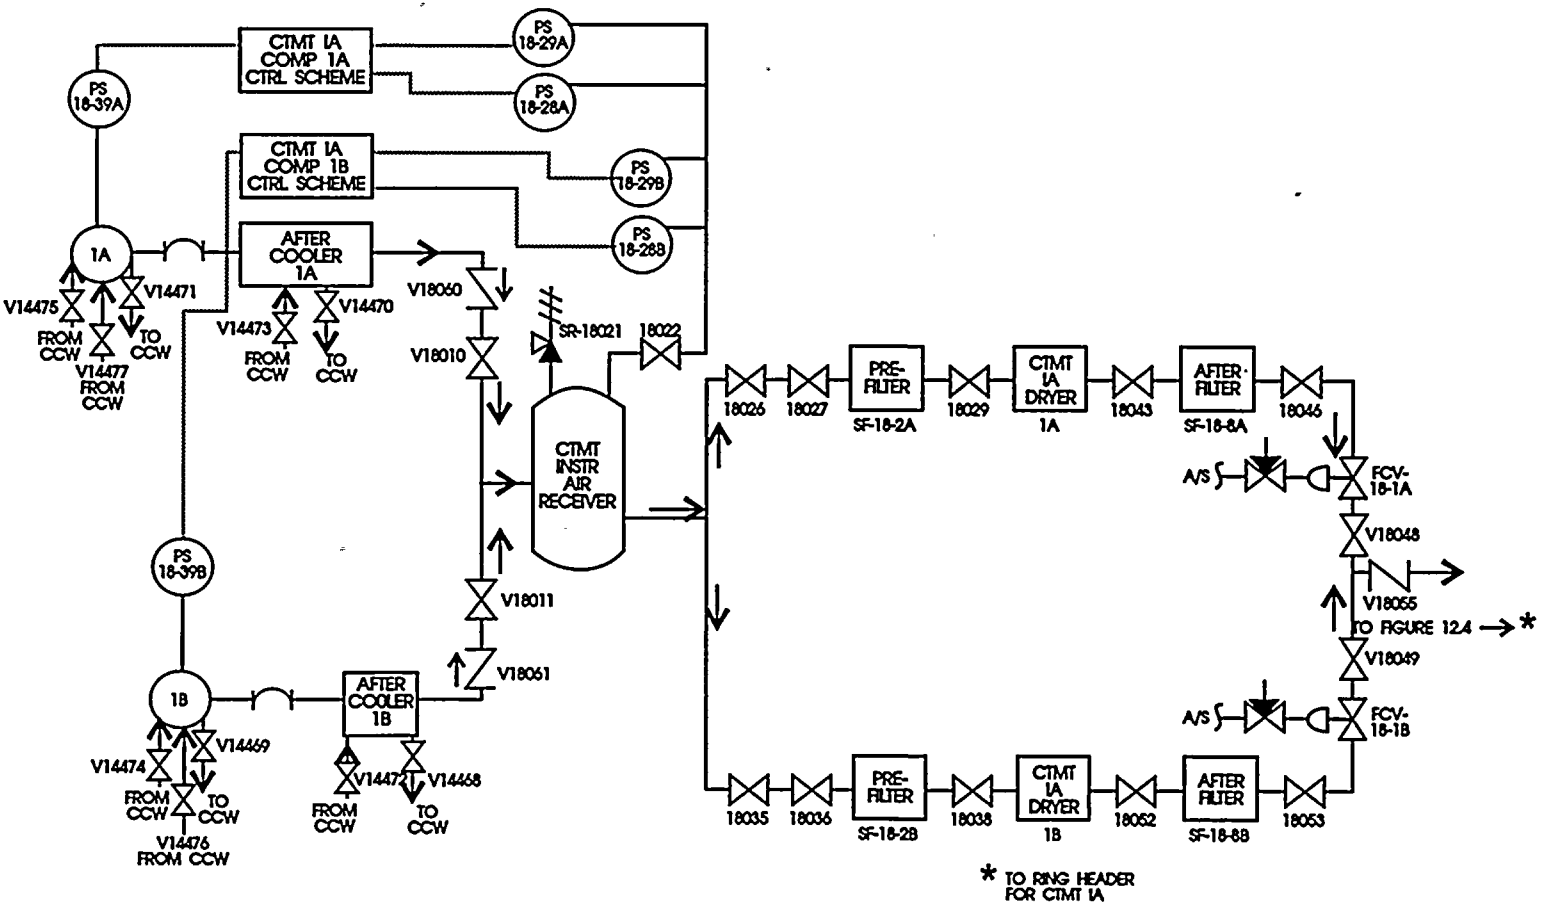 CTMT IA
COMP 1A
CTRL SCHEME
PS
18-29A
PS
18-28A
PS
18-39A
CTMT IA
COMP 1B
CTRL SCHEME
PS
18-29B
PS
18-28B
1A
AFTER
COOLER
1A
V14475
V14471
FROM
CCW
TO
CCW
V14477
FROM
CCW
V14473
V14470
FROM
CCW
TO
CCW
V18060
V18010
SR-18021
18022
CTMT
INSTR
AIR
RECEIVER
18026
18027
PRE-
FILTER
SF-18-2A
18029
CTMT
IA
DRYER
1A
18043
AFTER
FILTER
SF-18-8A
18046
A/S
FCV-
18-1A
V18048
V18055
TO FIGURE 12.4 → *
V18049
A/S
FCV-
18-1B
PS
18-39B
V18011
V18061
1B
AFTER
COOLER
1B
V14474
V14469
FROM
CCW
TO
CCW
V14476
FROM CCW
V14472
V14468
FROM
CCW
TO
CCW
18035
18036
PRE-
FILTER
SF-18-2B
18038
CTMT
IA
DRYER
1B
18052
AFTER
FILTER
SF-18-8B
18053
* TO RING HEADER
FOR CTMT IA